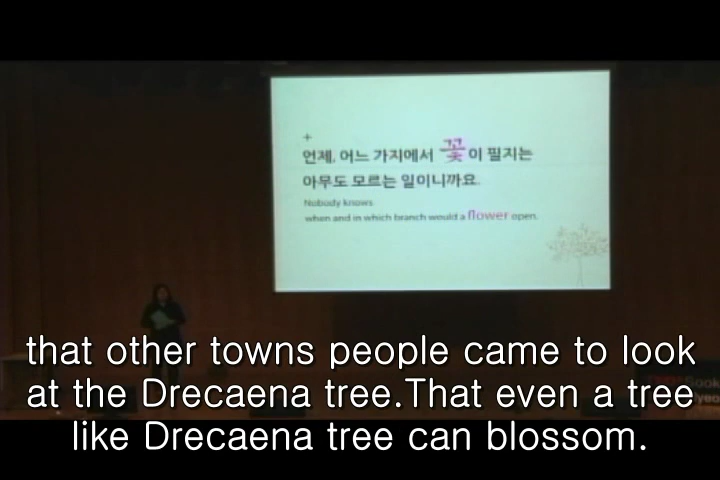 언제, 어느 가지에서 꽃이 필지는
아무도 모르는 일이니까요.
Nobody knows
when and in which branch would a flower open.
that other towns people came to look
at the Drecaena tree.That even a tree
like Drecaena tree can blossom.